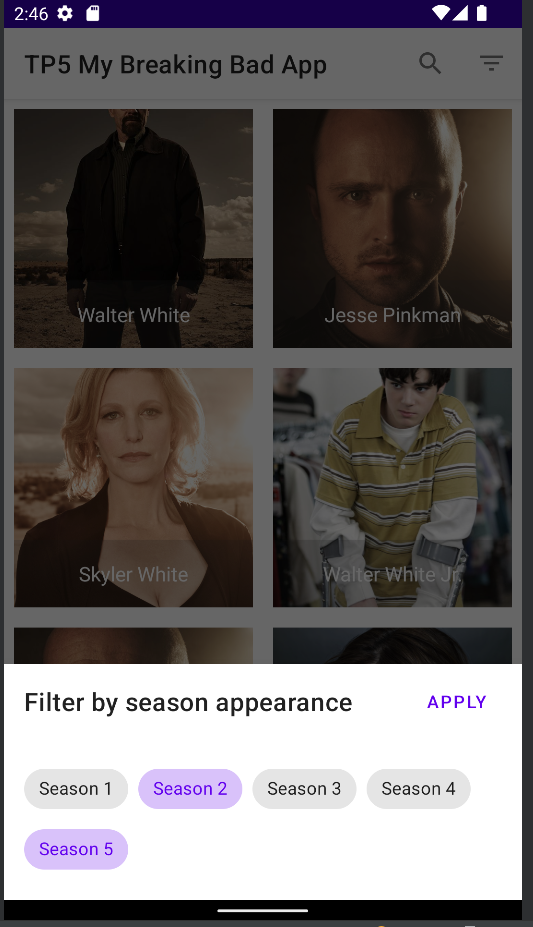 2:46
TP5 My Breaking Bad App
Walter White Jesse Pinkman
Skyler White Walter White Jr.
Filter by season appearance APPLY
Season 1 Season 2 Season 3 Season 4
Season 5